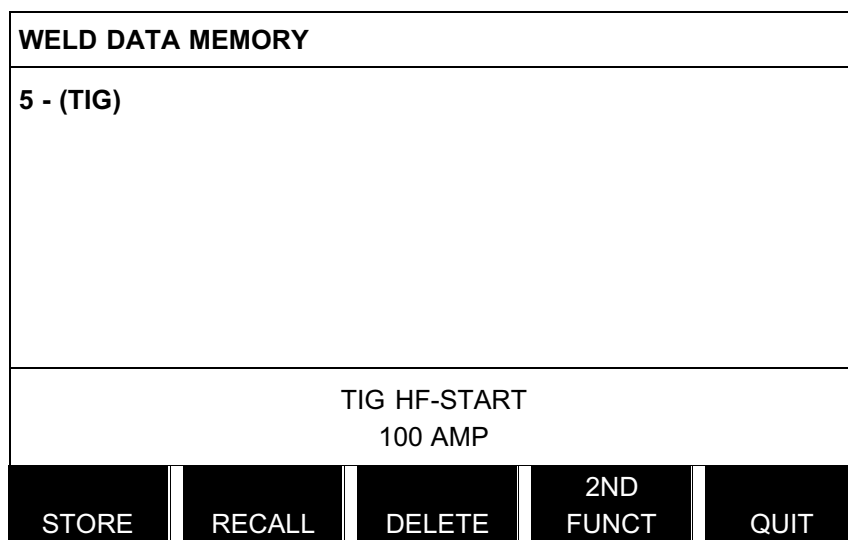 WELD DATA MEMORY
5 - (TIG)
TIG HF-START
100 AMP
STORE
RECALL
DELETE
2ND
FUNCT
QUIT